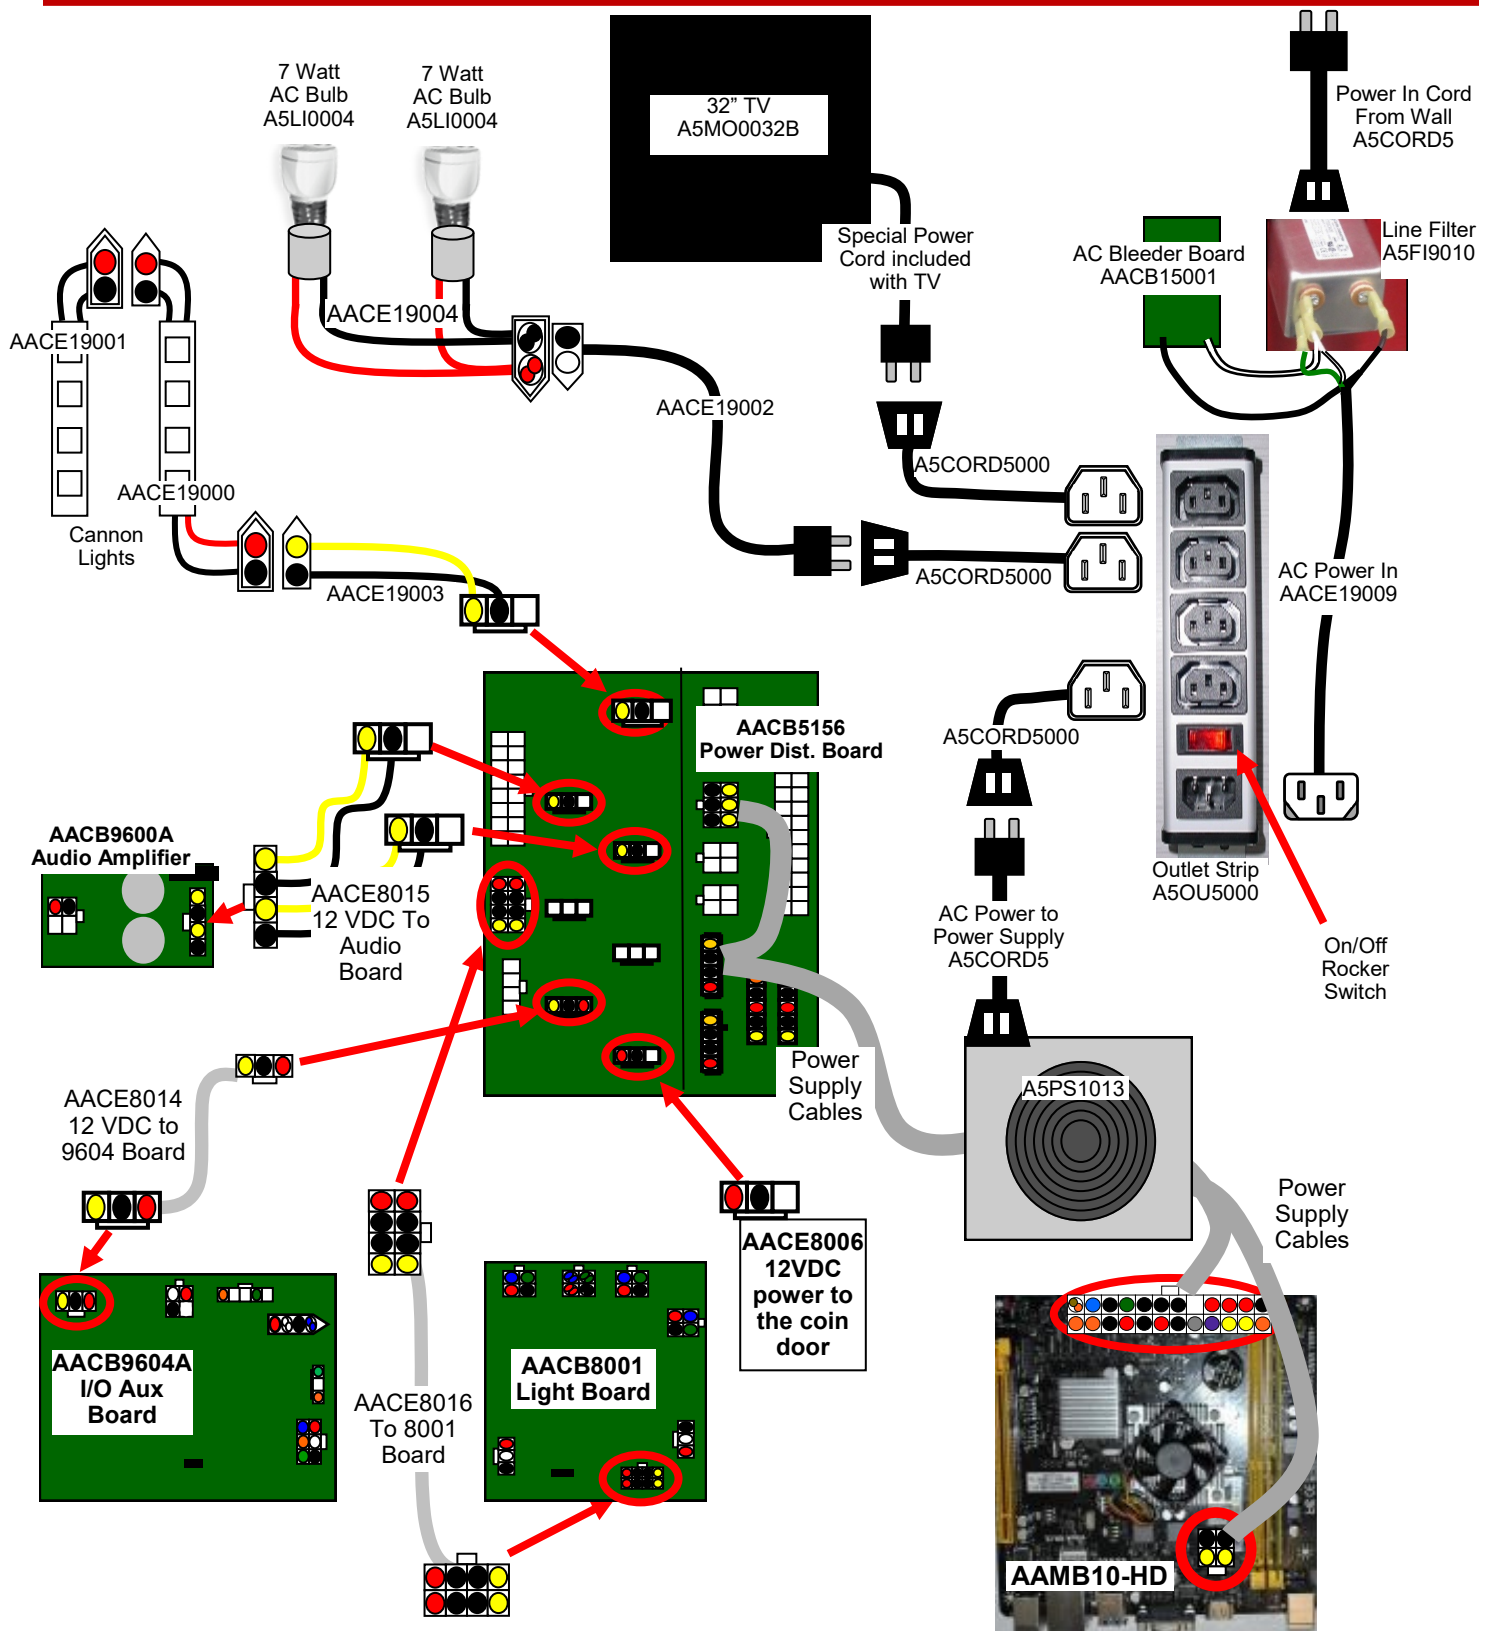 7 Watt
AC Bulb
A5LI0004
7 Watt
AC Bulb
A5LI0004
32” TV
A5MO0032B
Power In Cord
From Wall
A5CORD5
Special Power
Cord included
with TV
AC Bleeder Board
AACB15001
Line Filter
A5FI9010
AACE19001
AACE19004
AACE19002
A5CORD5000
AACE19000
Cannon
Lights
AACE19003
A5CORD5000
AC Power In
AACE19009
AACB5156
Power Dist. Board
A5CORD5000
AACB9600A
Audio Amplifier
AACE8015
12 VDC To
Audio
Board
Outlet Strip
A5OU5000
AC Power to
Power Supply
A5CORD5
On/Off
Rocker
Switch
Power
Supply
Cables
A5PS1013
AACE8014
12 VDC to
9604 Board
Power
Supply
Cables
AACE8006
12VDC
power to
the coin
door
AACB9604A
I/O Aux
Board
AACE8016
To 8001
Board
AACB8001
Light Board
AAMB10-HD